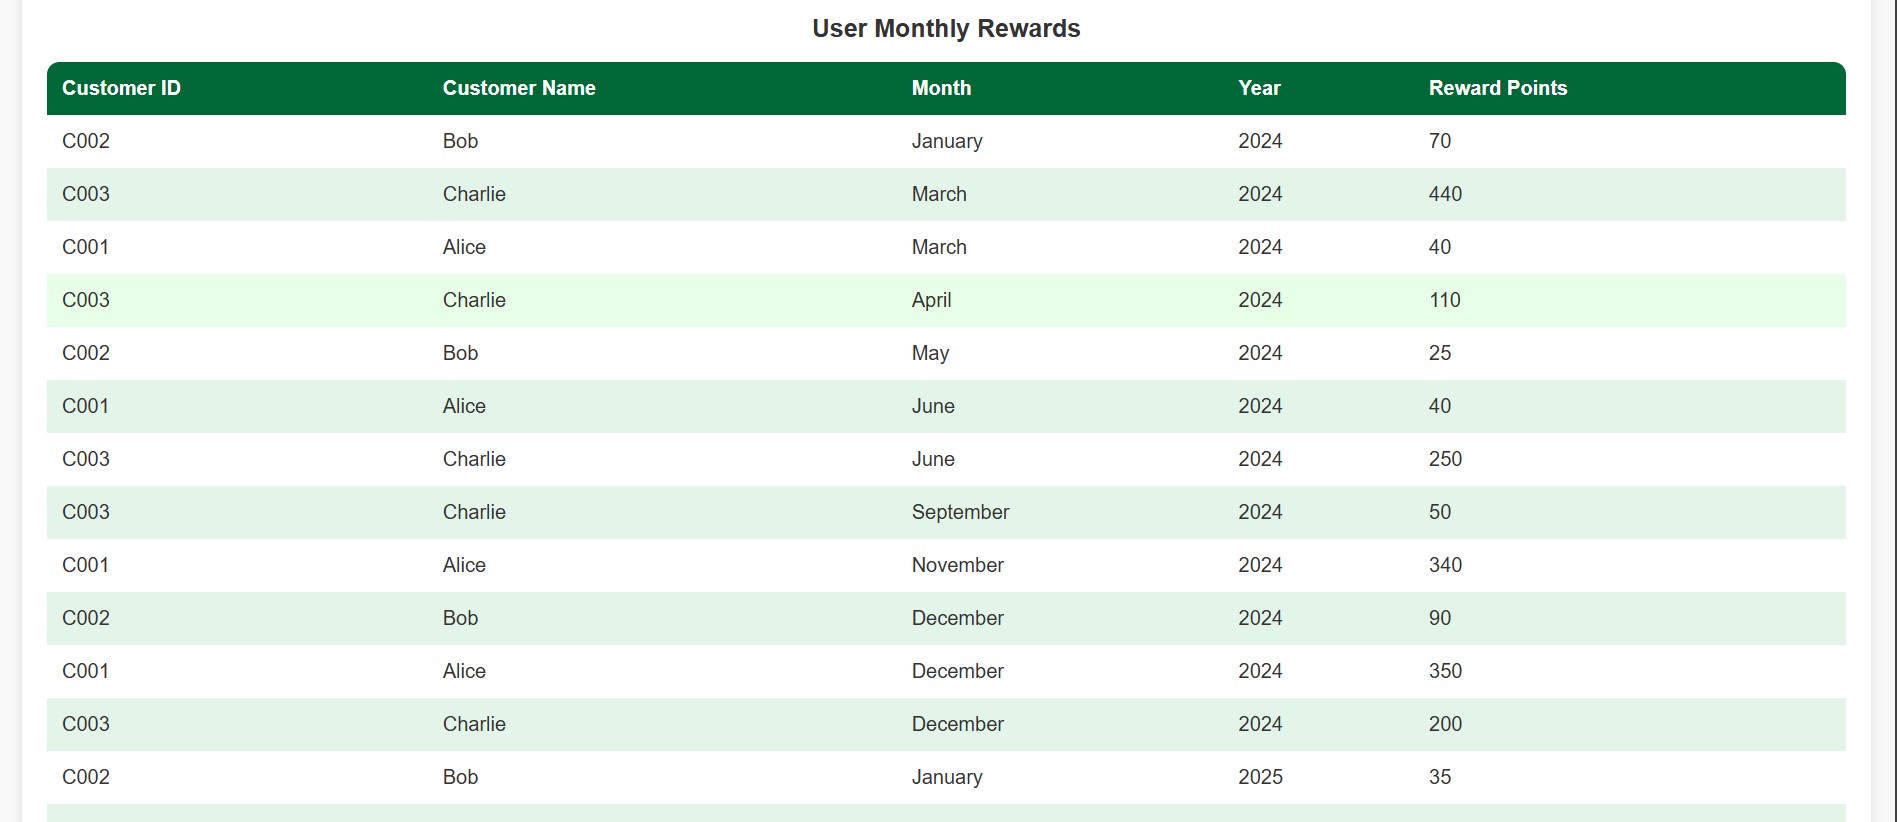 User Monthly Rewards
Customer ID Customer Name Month Year Reward Points
C002 Bob January 2024 70
C003 Charlie March 2024 440
C001 Alice March 2024 40
C003 Charlie April 2024 110
C002 Bob May 2024 25
C001 Alice June 2024 40
C003 Charlie June 2024 250
C003 Charlie September 2024 50
C001 Alice November 2024 340
C002 Bob December 2024 90
C001 Alice December 2024 350
C003 Charlie December 2024 200
C002 Bob January 2025 35